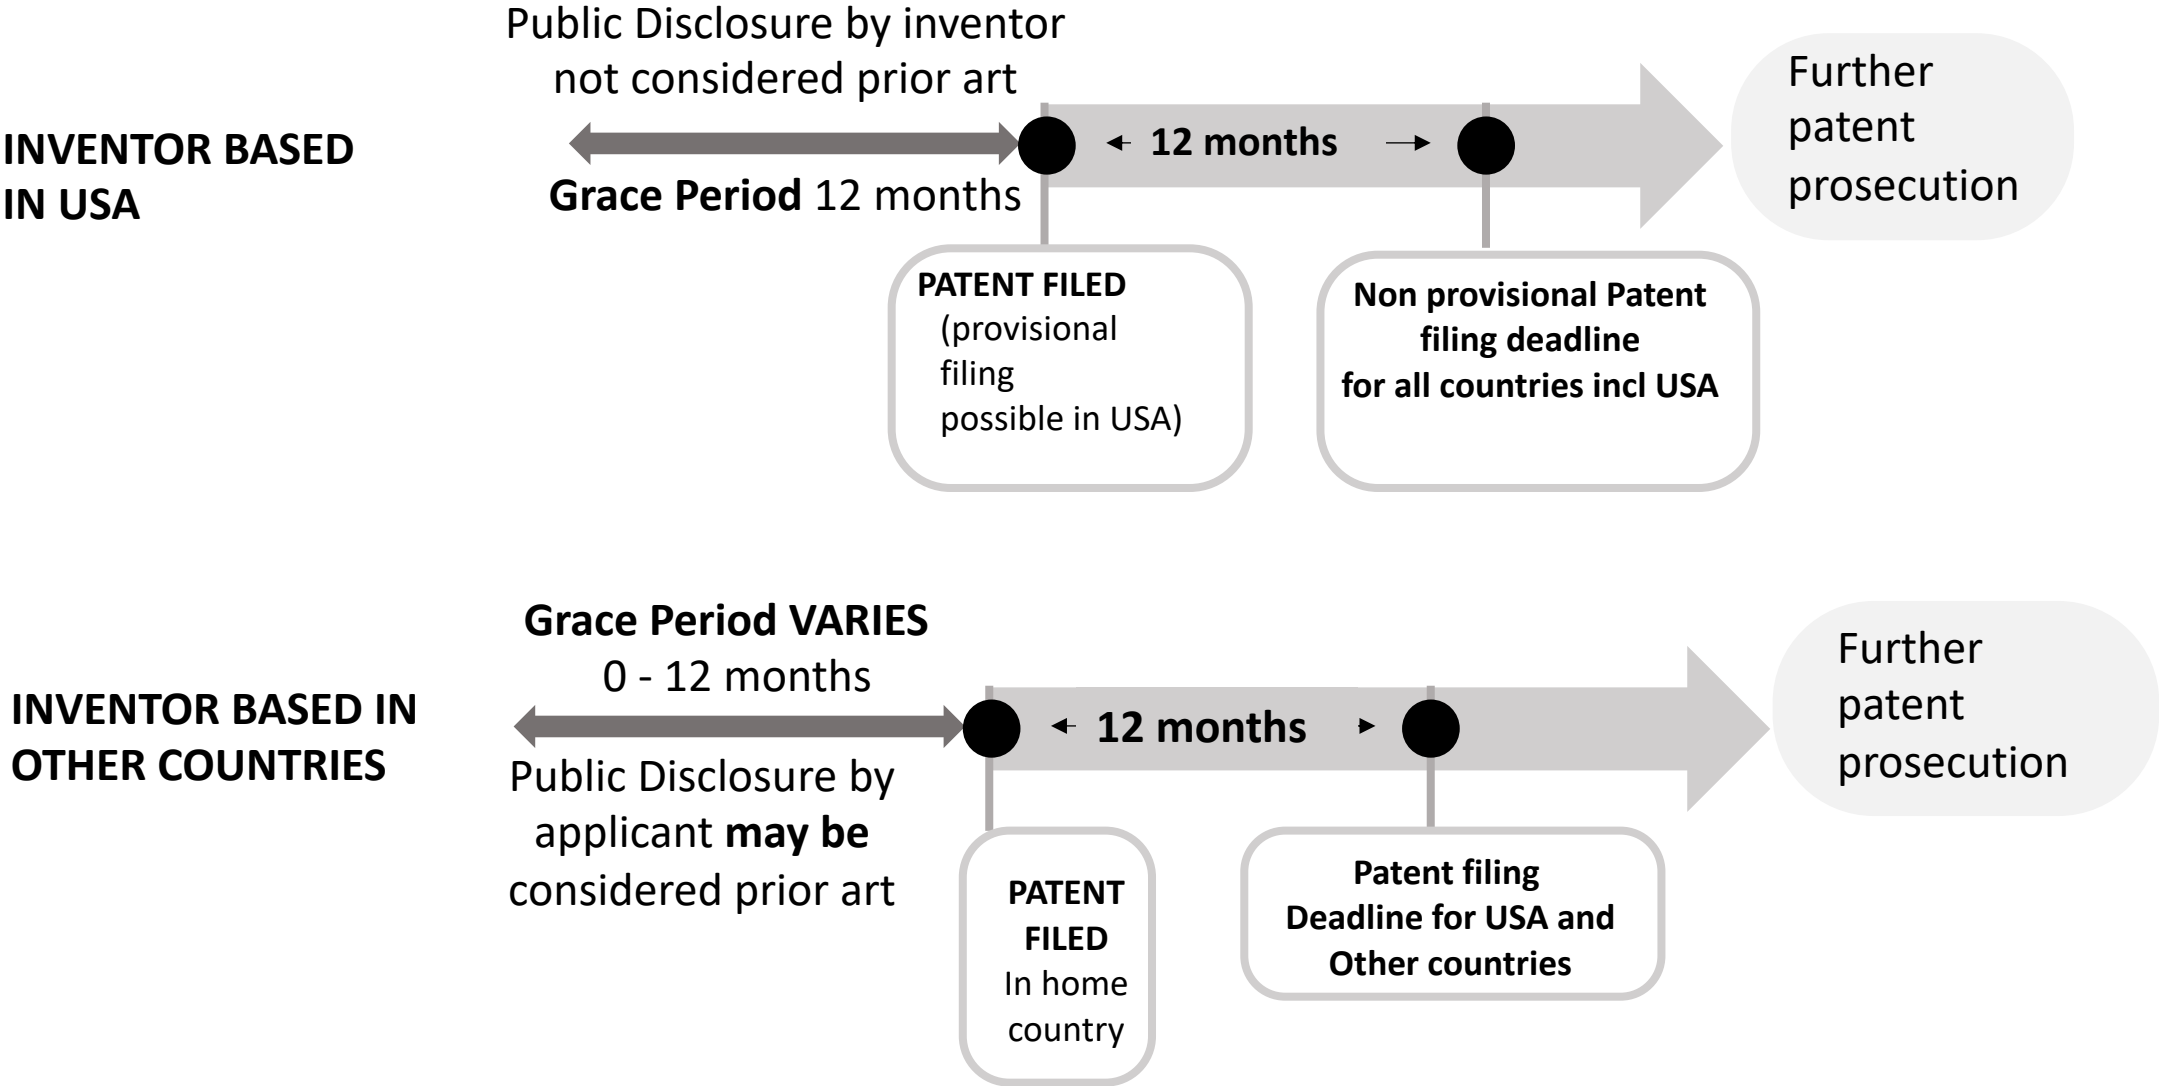 Public Disclosure by inventor
not considered prior art
INVENTOR BASED
IN USA
12 months
Grace Period 12 months
Further
patent
prosecution
PATENT FILED
(provisional
filing
possible in USA)
Non provisional Patent
filing deadline
for all countries incl USA
Grace Period VARIES
0 - 12 months
INVENTOR BASED IN
OTHER COUNTRIES
12 months
Public Disclosure by
applicant may be
considered prior art
Further
patent
prosecution
PATENT
FILED
In home
country
Patent filing
Deadline for USA and
Other countries